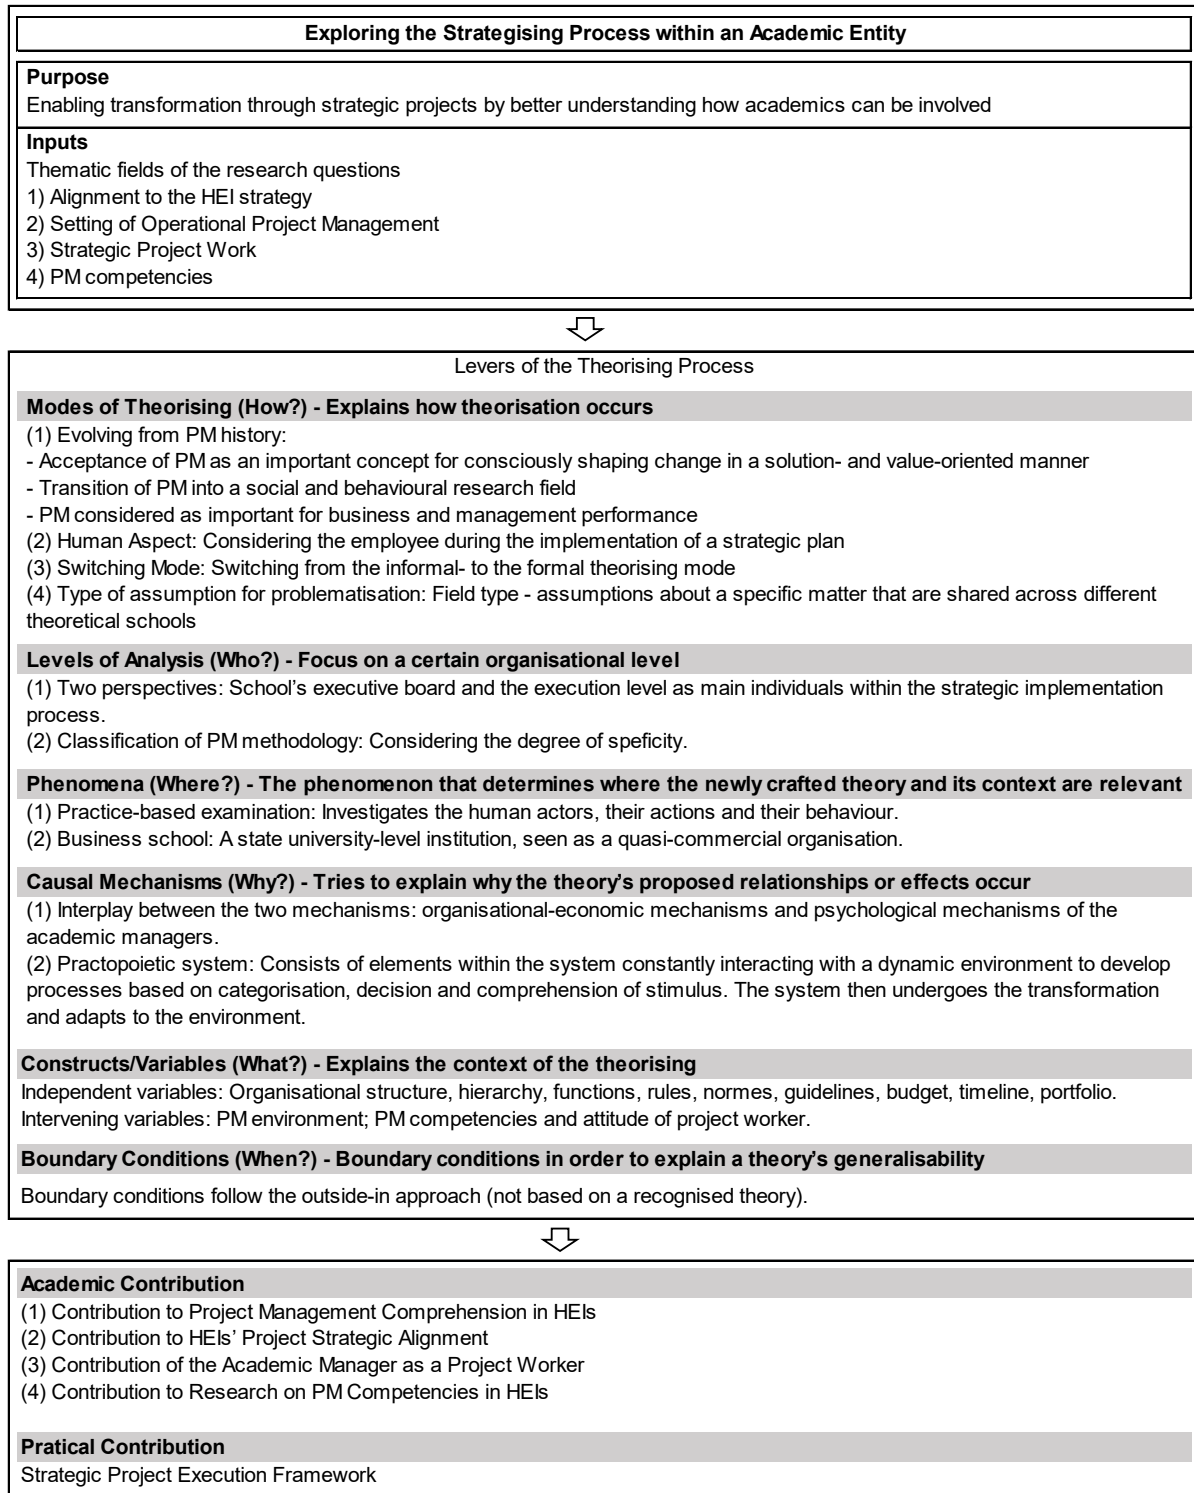 Exploring the Strategising Process within an Academic Entity
Purpose
Enabling transformation through strategic projects by better understanding how academics can be involved
Inputs
Thematic fields of the research questions
1) Alignment to the HEI strategy
2) Setting of Operational Project Management
3) Strategic Project Work
4) PM competencies
Levers of the Theorising Process
Modes of Theorising (How?) - Explains how theorisation occurs
(1) Evolving from PM history:
- Acceptance of PM as an important concept for consciously shaping change in a solution- and value-oriented manner
- Transition of PM into a social and behavioural research field
- PM considered as important for business and management performance
(2) Human Aspect: Considering the employee during the implementation of a strategic plan
(3) Switching Mode: Switching from the informal- to the formal theorising mode
(4) Type of assumption for problematisation: Field type - assumptions about a specific matter that are shared across different
theoretical schools
Levels of Analysis (Who?) - Focus on a certain organisational level
(1) Two perspectives: School's executive board and the execution level as main individuals within the strategic implementation
process.
(2) Classification of PM methodology: Considering the degree of speficity.
Phenomena (Where?) - The phenomenon that determines where the newly crafted theory and its context are relevant
(1) Practice-based examination: Investigates the human actors, their actions and their behaviour.
(2) Business school: A state university-level institution, seen as a quasi-commercial organisation.
Causal Mechanisms (Why?) - Tries to explain why the theory's proposed relationships or effects occur
(1) Interplay between the two mechanisms: organisational-economic mechanisms and psychological mechanisms of the
academic managers.
(2) Practopoietic system: Consists of elements within the system constantly interacting with a dynamic environment to develop
processes based on categorisation, decision and comprehension of stimulus. The system then undergoes the transformation
and adapts to the environment.
Constructs/Variables (What?) - Explains the context of the theorising
Independent variables: Organisational structure, hierarchy, functions, rules, normes, guidelines, budget, timeline, portfolio.
Intervening variables: PM environment; PM competencies and attitude of project worker.
Boundary Conditions (When?) - Boundary conditions in order to explain a theory's generalisability
Boundary conditions follow the outside-in approach (not based on a recognised theory).
Academic Contribution
(1) Contribution to Project Management Comprehension in HEIs
(2) Contribution to HEIs' Project Strategic Alignment
(3) Contribution of the Academic Manager as a Project Worker
(4) Contribution to Research on PM Competencies in HEIs
Pratical Contribution
Strategic Project Execution Framework